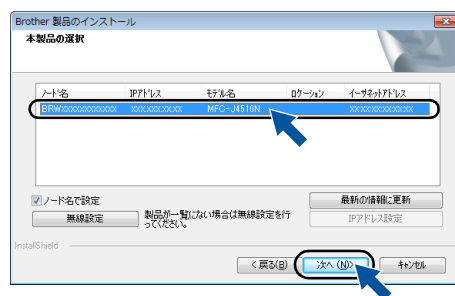 Brother 製品のインストール
本製品の選択
ノード名 IPアドレス モデル名 ロケーション イーサネットアドレス
BRWXXXXXXXXXXXX XXX.XXX.XX.XX MFC-J4510N XXXXXXXXXXXX
ノード名で設定
最新の情報に更新
無線設定
製品が一覧にない場合は無線設定を行
ってください。
IPアドレス設定
InstallShield
< 戻る(B)
次へ(N)>
キャンセル